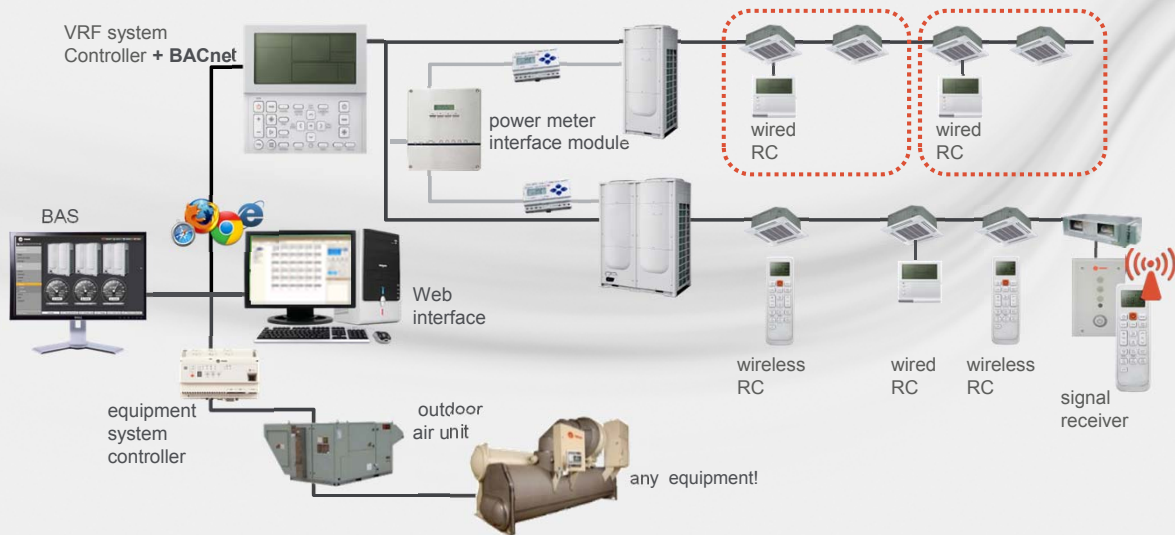 VRF system
Controller + BACnet
power meter
interface module
wired
RC
wired
RC
BAS
Web
interface
wireless
RC
wired
RC
wireless
RC
signal
receiver
equipment
system
controller
outdoor
air unit
any equipment!